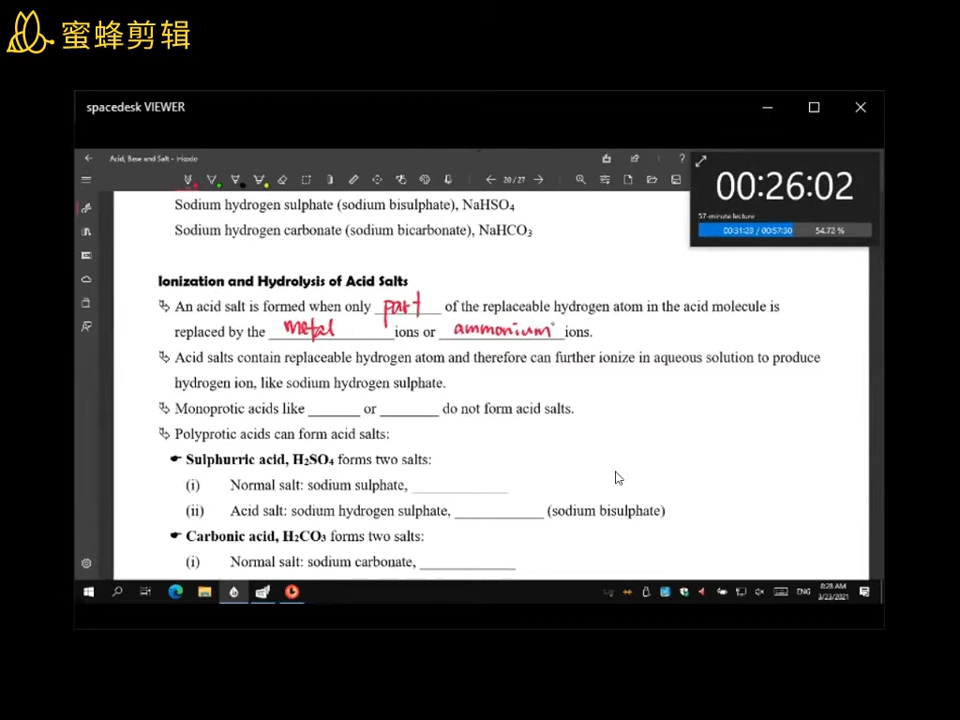 蜜蜂剪辑
spacedesk VIEWER
Acid, Base and Salt - Inkodo
20 / 27
?
00:26:02
57-minute lecture
00:31:28 / 00:57:30 54.72 %
Sodium hydrogen sulphate (sodium bisulphate), NaHSO₄
Sodium hydrogen carbonate (sodium bicarbonate), NaHCO₃
Ionization and Hydrolysis of Acid Salts
An acid salt is formed when only part of the replaceable hydrogen atom in the acid molecule is
replaced by the metal ions or ammonium ions.
Acid salts contain replaceable hydrogen atom and therefore can further ionize in aqueous solution to produce
hydrogen ion, like sodium hydrogen sulphate.
Monoprotic acids like _______ or ________ do not form acid salts.
Polyprotic acids can form acid salts:
Sulphurric acid, H₂SO₄ forms two salts:
(i) Normal salt: sodium sulphate, _____________
(ii) Acid salt: sodium hydrogen sulphate, ____________ (sodium bisulphate)
Carbonic acid, H₂CO₃ forms two salts:
(i) Normal salt: sodium carbonate, _____________
ENG
8:28 AM
3/23/2021